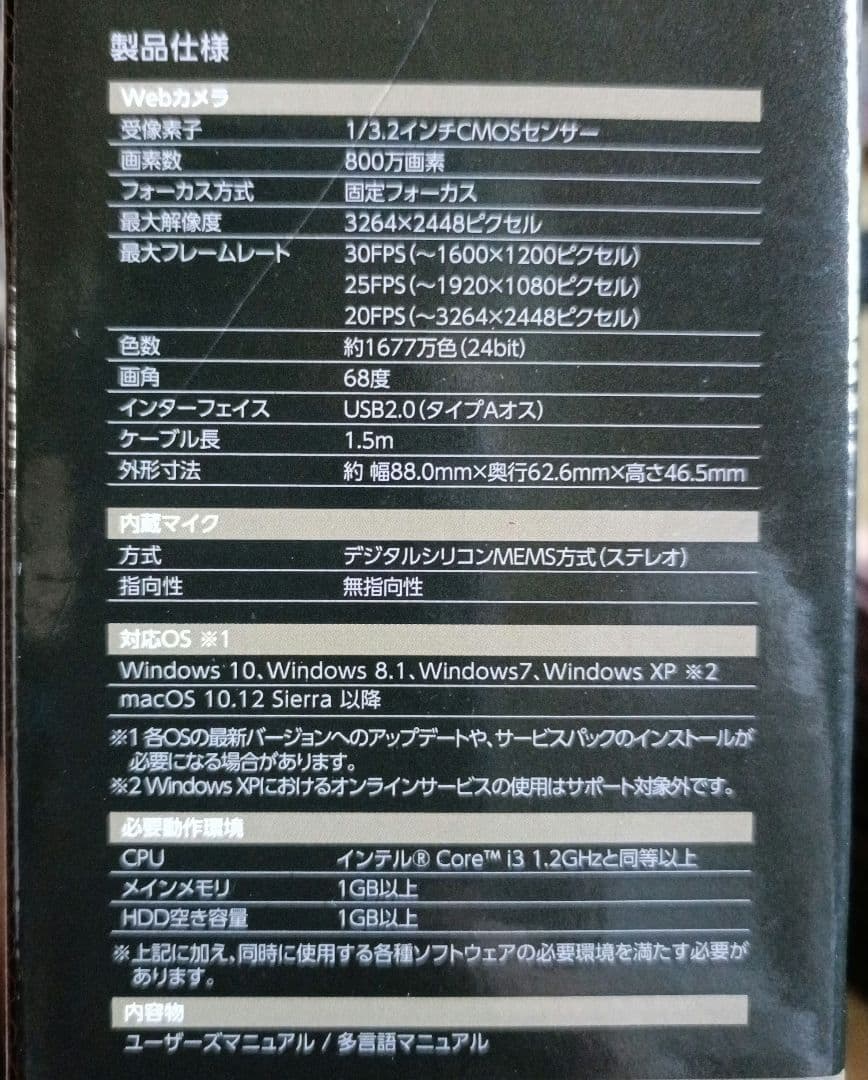 製品仕様
Webカメラ
受像素子 1/3.2インチCMOSセンサー
画素数 800万画素
フォーカス方式 固定フォーカス
最大解像度 3264×2448ピクセル
最大フレームレート 30FPS(～1600×1200ピクセル)
25FPS(～1920×1080ピクセル)
20FPS(～3264×2448ピクセル)
色数 約1677万色(24bit)
画角 68度
インターフェイス USB2.0(タイプAオス)
ケーブル長 1.5m
外形寸法 約 幅88.0mm×奥行62.6mm×高さ46.5mm
内蔵マイク
方式 デジタルシリコンMEMS方式(ステレオ)
指向性 無指向性
対応OS ※1
Windows 10、Windows 8.1、Windows7、Windows XP ※2
macOS 10.12 Sierra 以降
※1 各OSの最新バージョンへのアップデートや、サービスパックのインストールが
必要になる場合があります。
※2 Windows XPにおけるオンラインサービスの使用はサポート対象外です。
必要動作環境
CPU インテル® Core™ i3 1.2GHzと同等以上
メインメモリ 1GB以上
HDD空き容量 1GB以上
※上記に加え、同時に使用する各種ソフトウェアの必要環境を満たす必要が
あります。
内容物
ユーザーズマニュアル / 多言語マニュアル